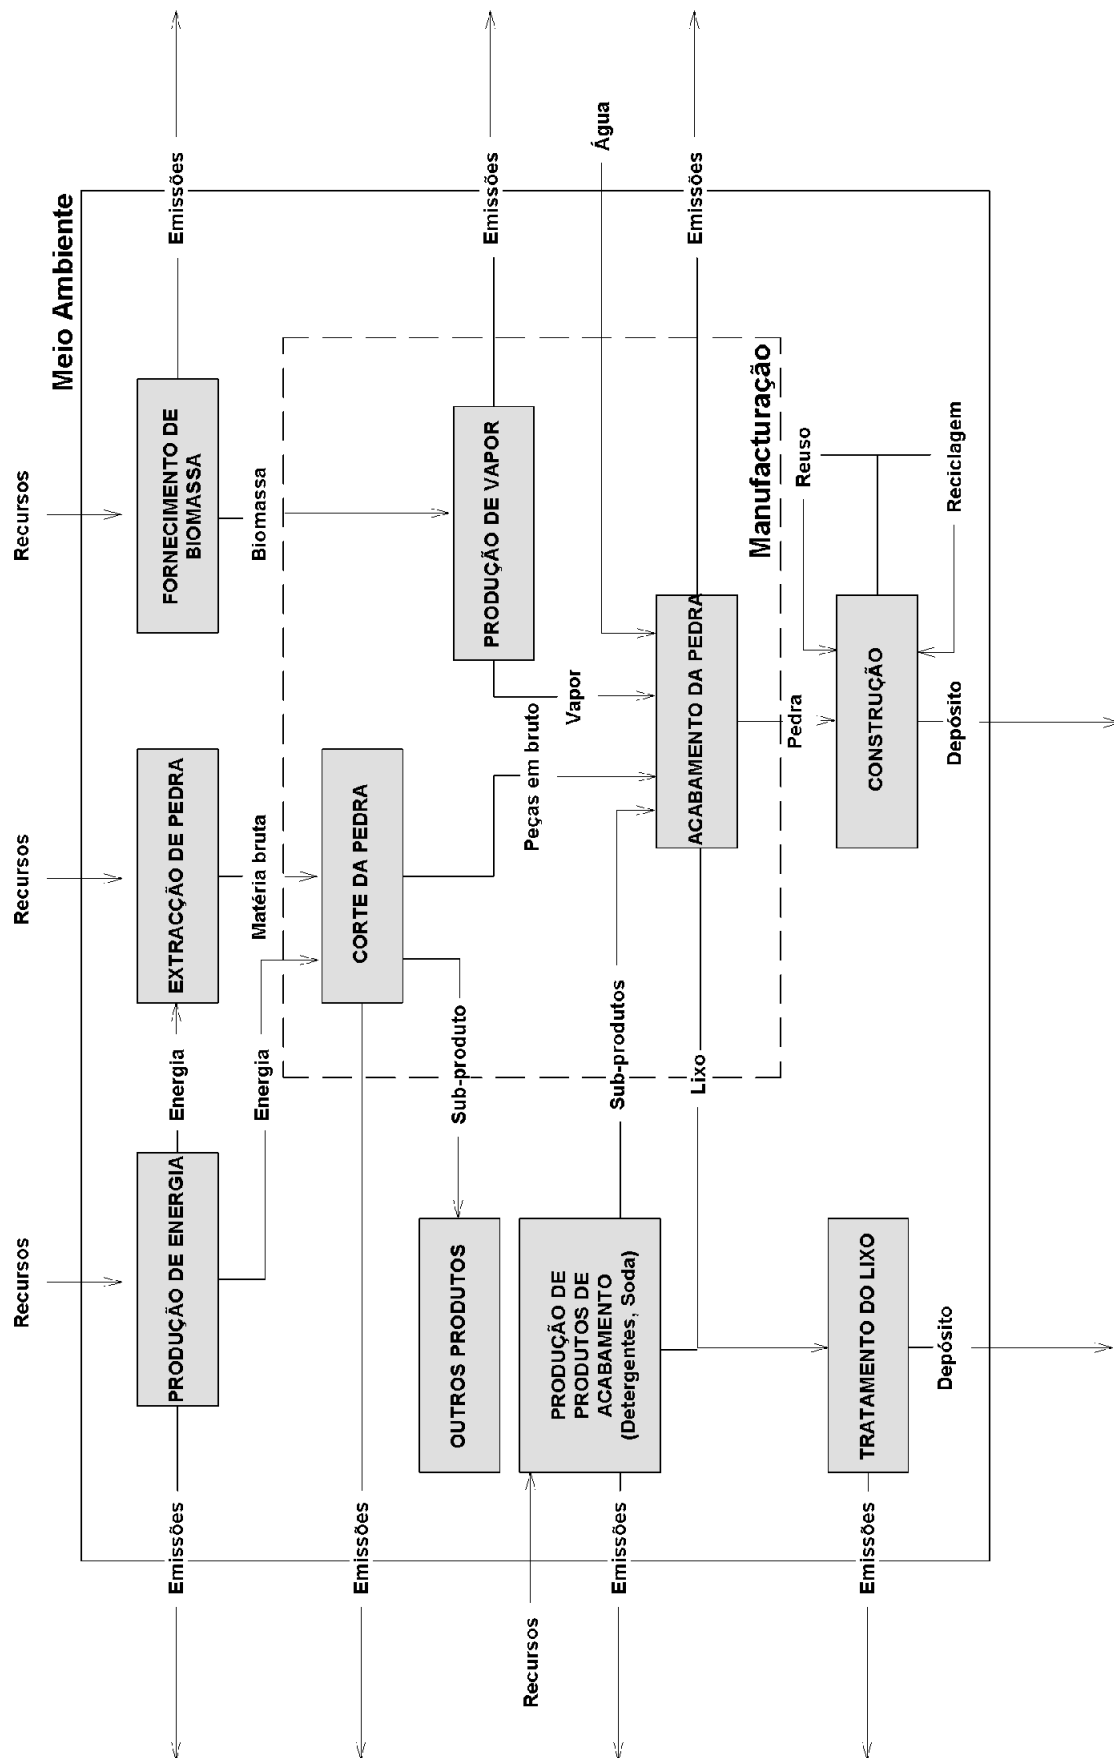 Recursos
Recursos
Recursos
Meio Ambiente
Emissões
PRODUÇÃO DE ENERGIA
Energia
EXTRACÇÃO DE PEDRA
FORNECIMENTO DE
BIOMASSA
Emissões
Energia
Matéria bruta
Biomassa
Emissões
CORTE DA PEDRA
OUTROS PRODUTOS
Sub-produto
PRODUÇÃO DE VAPOR
Emissões
Recursos
Peças em bruto
Vapor
Água
PRODUÇÃO DE
PRODUTOS DE
ACABAMENTO
(Detergentes, Soda)
Emissões
Sub-produtos
Lixo
ACABAMENTO DA PEDRA
Emissões
Manufacturação
Pedra
Reuso
Emissões
TRATAMENTO DO LIXO
CONSTRUÇÃO
Depósito
Depósito
Reciclagem